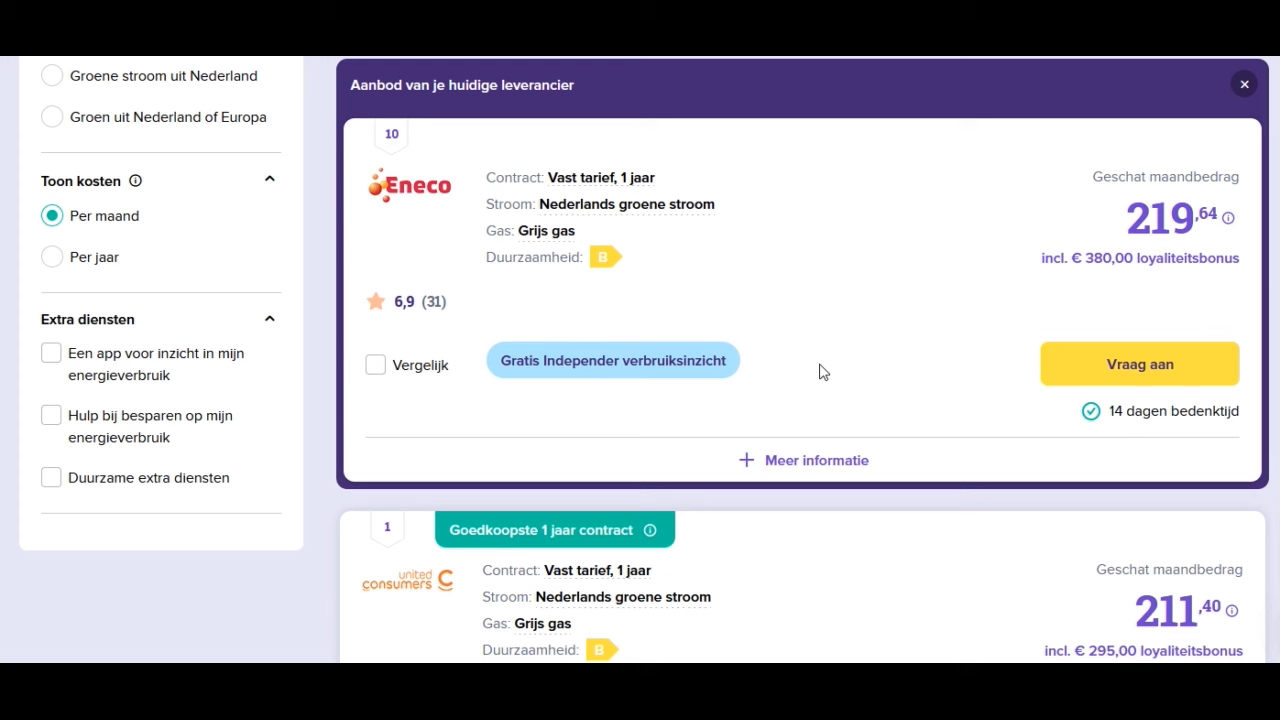 Groene stroom uit Nederland
Groen uit Nederland of Europa
Toon kosten
Per maand
Per jaar
Extra diensten
Een app voor inzicht in mijn
energieverbruik
Hulp bij besparen op mijn
energieverbruik
Duurzame extra diensten
Aanbod van je huidige leverancier
10
Eneco
Contract: Vast tarief, 1 jaar
Stroom: Nederlands groene stroom
Gas: Grijs gas
Duurzaamheid: B
Geschat maandbedrag
219,64
incl. € 380,00 loyaliteitsbonus
6,9 (31)
Vergelijk
Gratis Independer verbruiksinzicht
Vraag aan
14 dagen bedenktijd
+ Meer informatie
1
Goedkoopste 1 jaar contract
united
consumers
Contract: Vast tarief, 1 jaar
Stroom: Nederlands groene stroom
Gas: Grijs gas
Duurzaamheid: B
Geschat maandbedrag
211,40
incl. € 295,00 loyaliteitsbonus